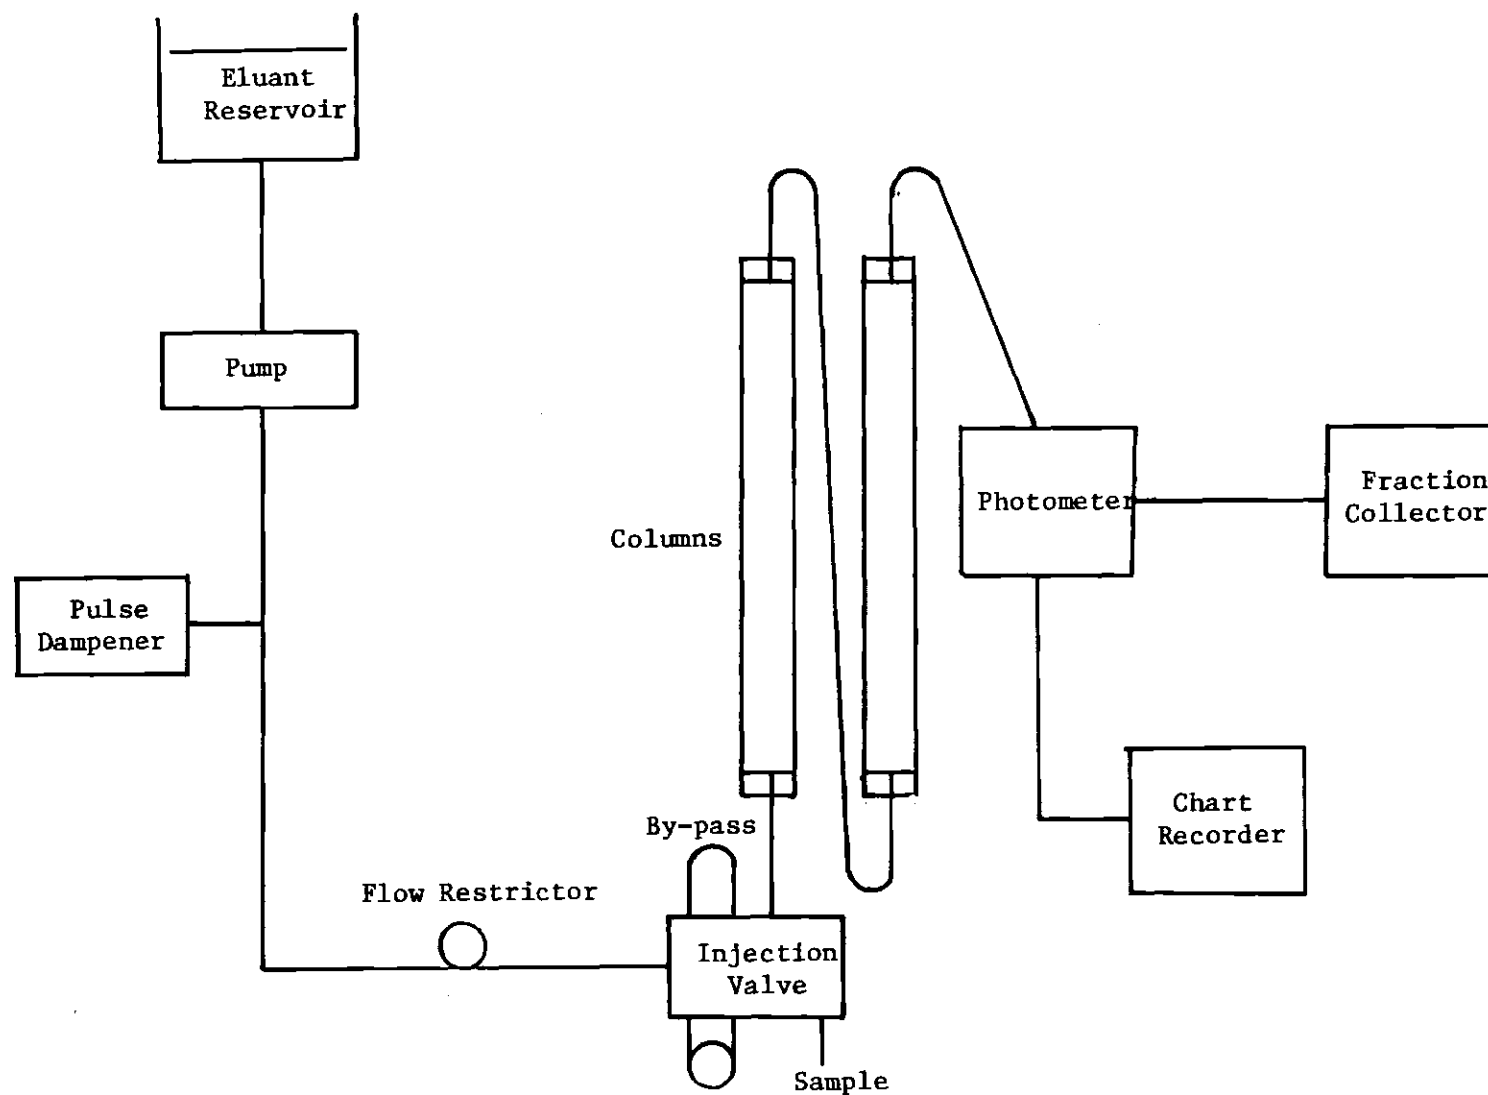 Eluant
Reservoir
Pump
Pulse
Dampener
Flow Restrictor
By-pass
Injection
Valve
Sample
Columns
Photometer
Fraction
Collector
Chart
Recorder